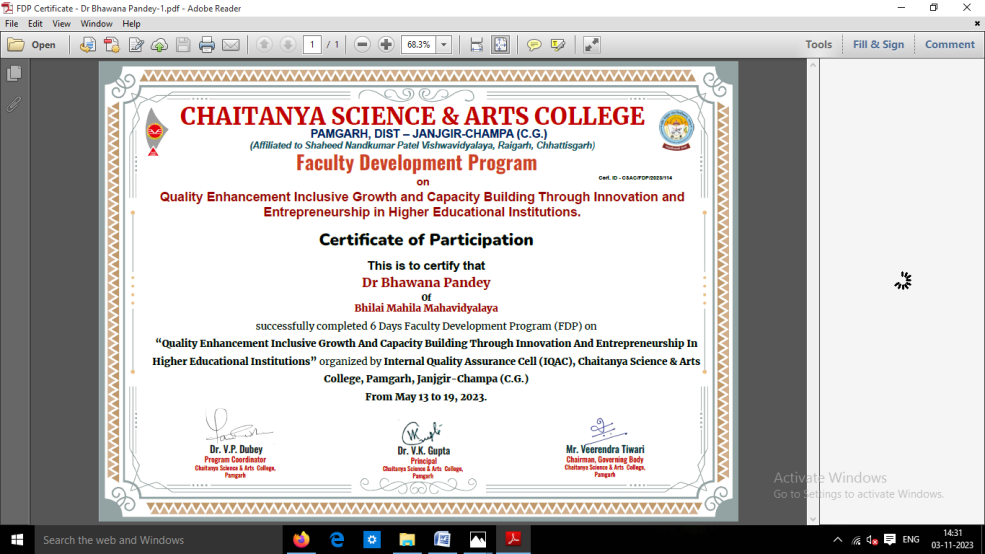 FDP Certificate - Dr Bhawana Pandey-1.pdf - Adobe Reader
File Edit View Window Help
Open 1 / 1 68.3% Tools Fill & Sign Comment
CHAITANYA SCIENCE & ARTS COLLEGE
PAMGARH, DIST – JANJGIR-CHAMPA (C.G.)
(Affiliated to Shaheed Nandkumar Patel Vishwavidyalaya, Raigarh, Chhattisgarh)
Faculty Development Program
on
Cerf. ID - CSAC/FDP/2023/114
Quality Enhancement Inclusive Growth and Capacity Building Through Innovation and
Entrepreneurship in Higher Educational Institutions.
Certificate of Participation
This is to certify that
Dr Bhawana Pandey
Of
Bhilai Mahila Mahavidyalaya
successfully completed 6 Days Faculty Development Program (FDP) on
“Quality Enhancement Inclusive Growth And Capacity Building Through Innovation And Entrepreneurship In
Higher Educational Institutions” organized by Internal Quality Assurance Cell (IQAC), Chaitanya Science & Arts
College, Pamgarh, Janjgir-Champa (C.G.)
From May 13 to 19, 2023.
Dr. V.P. Dubey
Program Coordinator
Chaitanya Science & Arts College,
Pamgarh
Dr. V.K. Gupta
Principal
Chaitanya Science & Arts College,
Pamgarh
Mr. Veerendra Tiwari
Chairman, Governing Body
Chaitanya Science & Arts College,
Pamgarh
Activate Windows
Go to Settings to activate Windows.
Search the web and Windows
ENG
14:31
03-11-2023